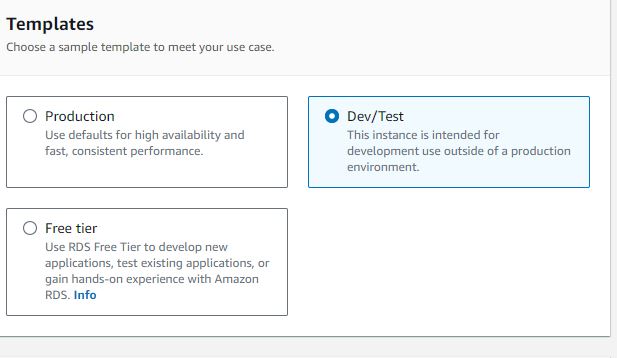 Templates
Choose a sample template to meet your use case.
Production
Use defaults for high availability and
fast, consistent performance.
Dev/Test
This instance is intended for
development use outside of a production
environment.
Free tier
Use RDS Free Tier to develop new
applications, test existing applications, or
gain hands-on experience with Amazon
RDS. Info